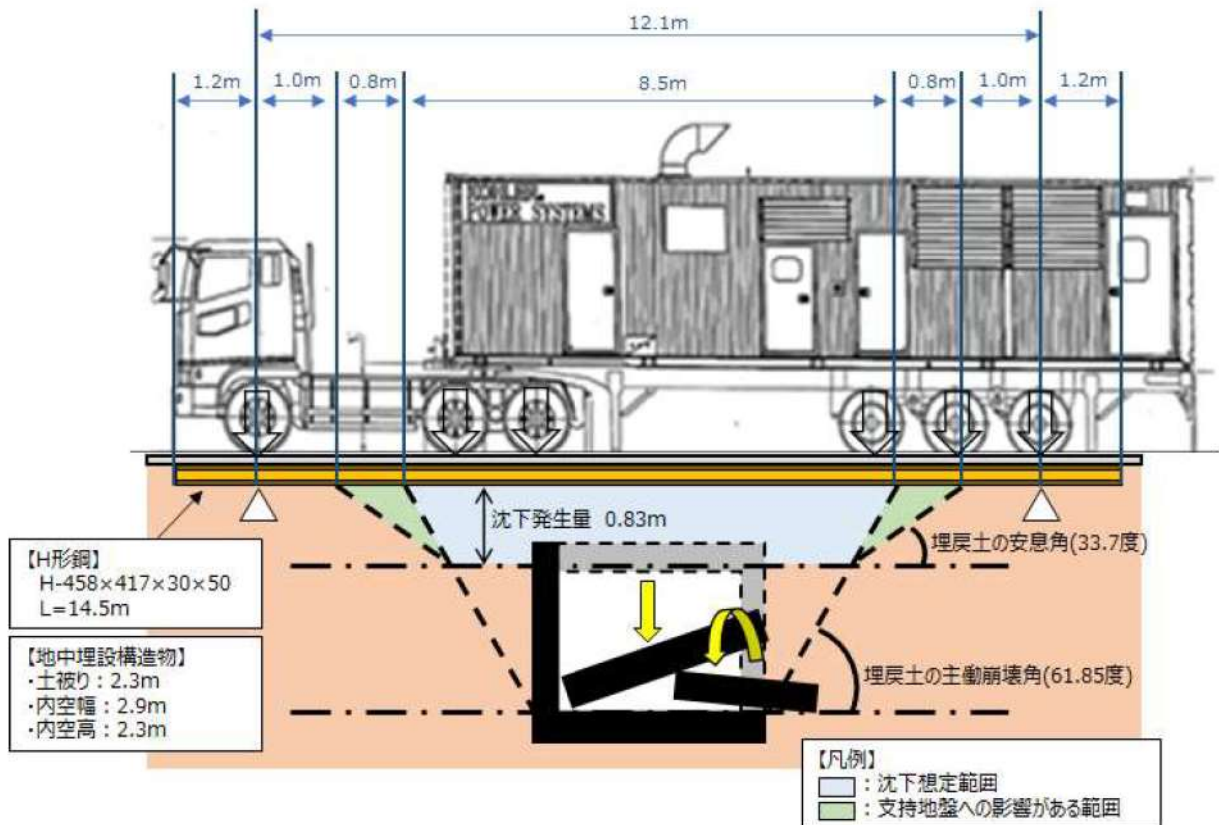 12.1m
1.2m
1.0m
0.8m
8.5m
0.8m
1.0m
1.2m
POWER SYSTEMS
沈下発生量 0.83m
埋戻土の安息角(33.7度)
【H形鋼】
H-458×417×30×50
L=14.5m
【地中埋設構造物】
・土被り：2.3m
・内空幅：2.9m
・内空高：2.3m
埋戻土の主働崩壊角(61.85度)
【凡例】
：沈下想定範囲
：支持地盤への影響がある範囲